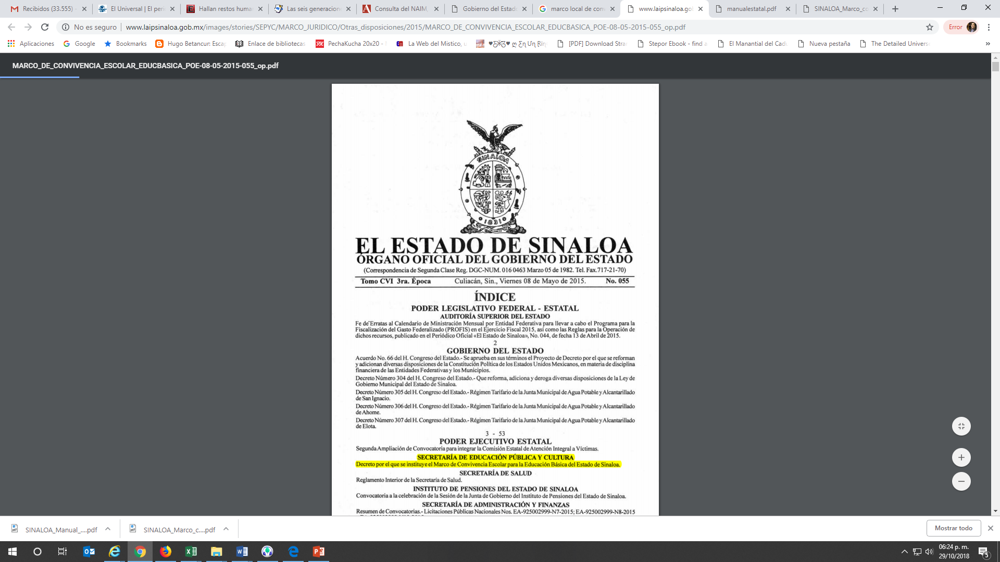 Recibidos (33.555) -
El Universal | El peri
Hallan restos huma
Las seis generacione
Consulta del NAIM,
Gobierno del Estado
marco local de conv
www.laipsinaloa.gol
manualestatal.pdf
SINALOA_Marco_co
No es seguro
www.laipsinaloa.gob.mx/images/stories/SEPYC/MARCO_JURIDICO/Otras_disposiciones/2015/MARCO_DE_CONVIVENCIA_ESCOLAR_EDUCBASICA_POE-08-05-2015-055_op.pdf
Error
Aplicaciones
Google
Bookmarks
Hugo Betancur: Escap
Enlace de bibliotecas
PechaKucha 20x20 -
La Web del Mistico, u
[PDF] Download Stran
Stepor Ebook - find a
El Manantial del Cadu
Nueva pestaña
The Detailed Universe
MARCO_DE_CONVIVENCIA_ESCOLAR_EDUCBASICA_POE-08-05-2015-055_op.pdf
SINALOA
1831
EL ESTADO DE SINALOA
ÓRGANO OFICIAL DEL GOBIERNO DEL ESTADO
(Correspondencia de Segunda Clase Reg. DGC-NUM. 016 0463 Marzo 05 de 1982. Tel. Fax.717-21-70)
Tomo CVI 3ra. Época Culiacán, Sin., Viernes 08 de Mayo de 2015. No. 055
ÍNDICE
PODER LEGISLATIVO FEDERAL - ESTATAL
AUDITORÍA SUPERIOR DEL ESTADO
Fe de Erratas al Calendario de Ministración Mensual por Entidad Federativa para llevar a cabo el Programa para la
Fiscalización del Gasto Federalizado (PROFIS) en el Ejercicio Fiscal 2015, así como las Reglas para la Operación de
dichos recursos, publicado en el Periódico Oficial «El Estado de Sinaloa», No. 044, de fecha 13 de Abril de 2015.
2
GOBIERNO DEL ESTADO
Acuerdo No. 66 del H. Congreso del Estado.- Se aprueba en sus términos el Proyecto de Decreto por el que se reforman
y adicionan diversas disposiciones de la Constitución Política de los Estados Unidos Mexicanos, en materia de disciplina
financiera de las Entidades Federativas y los Municipios.
Decreto Número 304 del H. Congreso del Estado.- Que reforma, adiciona y deroga diversas disposiciones de la Ley de
Gobierno Municipal del Estado de Sinaloa.
Decreto Número 305 del H. Congreso del Estado.- Régimen Tarifario de la Junta Municipal de Agua Potable y Alcantarillado
de San Ignacio.
Decreto Número 306 del H. Congreso del Estado.- Régimen Tarifario de la Junta Municipal de Agua Potable y Alcantarillado
de Ahome.
Decreto Número 307 del H. Congreso del Estado.- Régimen Tarifario de la Junta Municipal de Agua Potable y Alcantarillado
de Elota.
3 - 53
PODER EJECUTIVO ESTATAL
Segunda Ampliación de Convocatoria para integrar la Comisión Estatal de Atención Integral a Víctimas.
SECRETARÍA DE EDUCACIÓN PÚBLICA Y CULTURA
Decreto por el que se instituye el Marco de Convivencia Escolar para la Educación Básica del Estado de Sinaloa.
SECRETARÍA DE SALUD
Reglamento Interior de la Secretaría de Salud.
INSTITUTO DE PENSIONES DEL ESTADO DE SINALOA
Convocatoria a la celebración de la Sesión de la Junta de Gobierno del Instituto de Pensiones del Estado de Sinaloa.
SECRETARÍA DE ADMINISTRACIÓN Y FINANZAS
Resumen de Convocatorias.- Licitaciones Públicas Nacionales Nos. EA-925002999-N7-2015; EA-925002999-N8-2015
SINALOA_Manual_....pdf
SINALOA_Marco_c....pdf
Mostrar todo
06:24 p. m.
29/10/2018
5